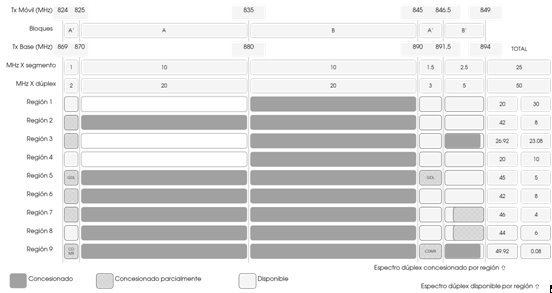 Tx Móvil (MHz) 824 825 835 845 846.5 849
Bloques A' A B A' B'
Tx Base (MHz) 869 870 880 890 891.5 894 TOTAL
MHz X segmento 1 10 10 1.5 2.5 25
MHz X dúplex 2 20 20 3 5 50
Región 1 20 30
Región 2 42 8
Región 3 26.92 23.08
Región 4 20 10
Región 5 GDL GDL 45 5
Región 6 42 8
Región 7 46 4
Región 8 44 6
Región 9 49.92 0.08
Espectro dúplex concesionado por región ⇧
Concesionado Concesionado parcialmente Disponible
Espectro dúplex disponible por región ⇧